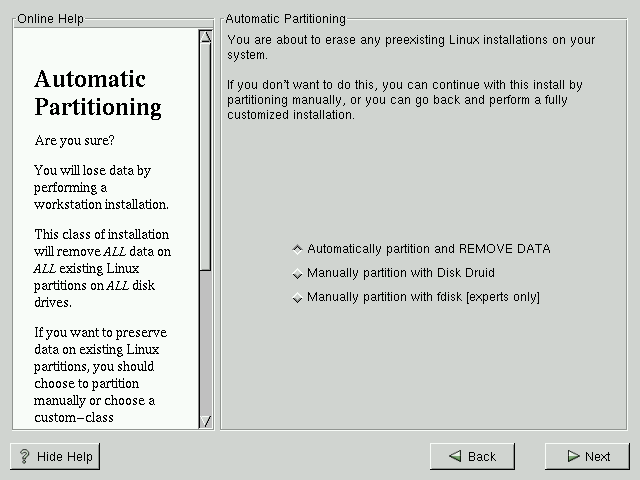 Online Help
Automatic
Partitioning
Are you sure?
You will lose data by
performing a
workstation installation.
This class of installation
will remove ALL data on
ALL existing Linux
partitions on ALL disk
drives.
If you want to preserve
data on existing Linux
partitions, you should
choose to partition
manually or choose a
custom–class
Automatic Partitioning
You are about to erase any preexisting Linux installations on your
system.
If you don't want to do this, you can continue with this install by
partitioning manually, or you can go back and perform a fully
customized installation.
Automatically partition and REMOVE DATA
Manually partition with Disk Druid
Manually partition with fdisk [experts only]
? Hide Help
Back
Next